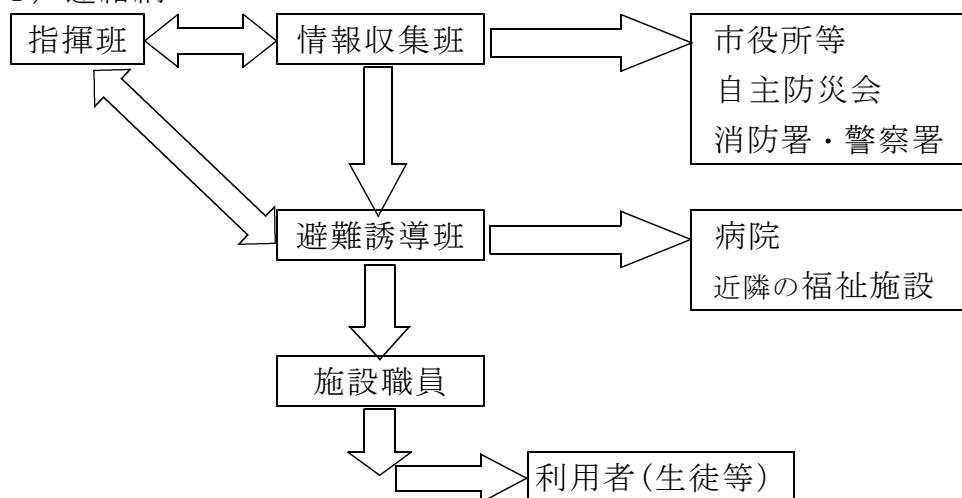 指揮班
情報収集班
市役所等
自主防災会
消防署・警察署
避難誘導班
病院
近隣の福祉施設
施設職員
利用者(生徒等)